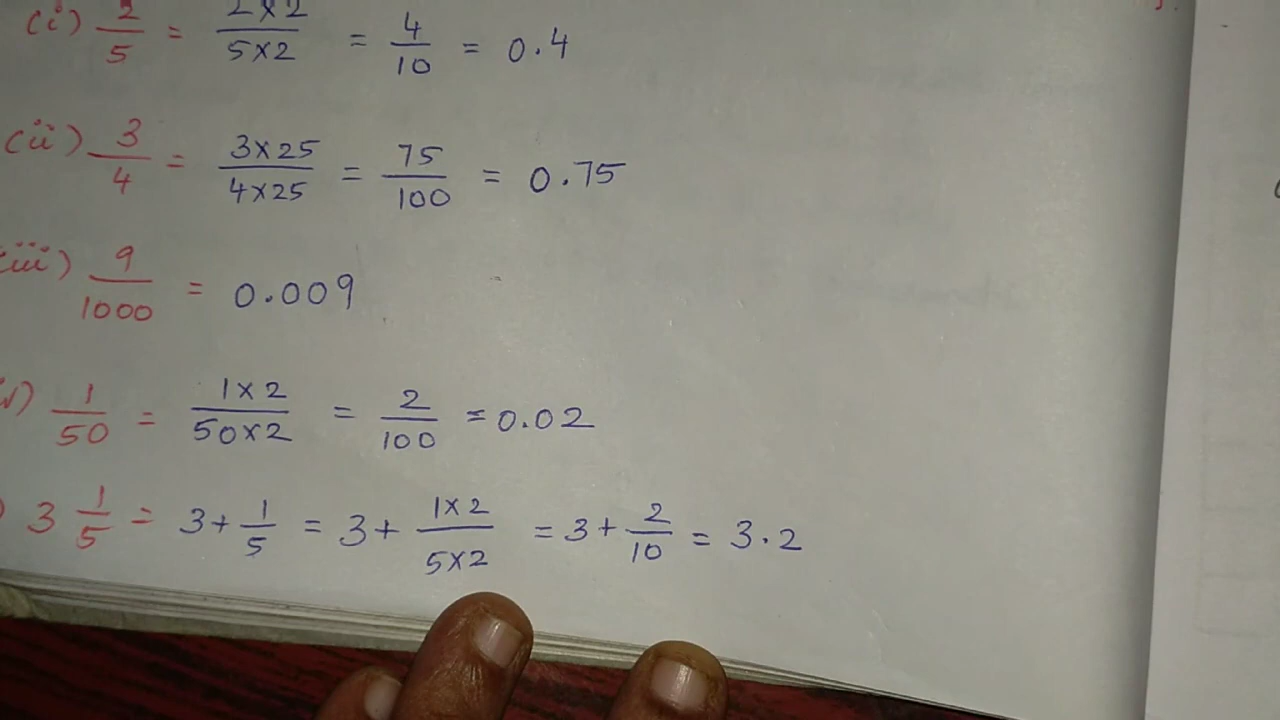 (i) 2/5 = 2×2/5×2 = 4/10 = 0.4
(ii) 3/4 = 3×25/4×25 = 75/100 = 0.75
iii) 9/1000 = 0.009
) 1/50 = 1×2/50×2 = 2/100 = 0.02
) 3 1/5 = 3+1/5 = 3+1×2/5×2 = 3+2/10 = 3.2